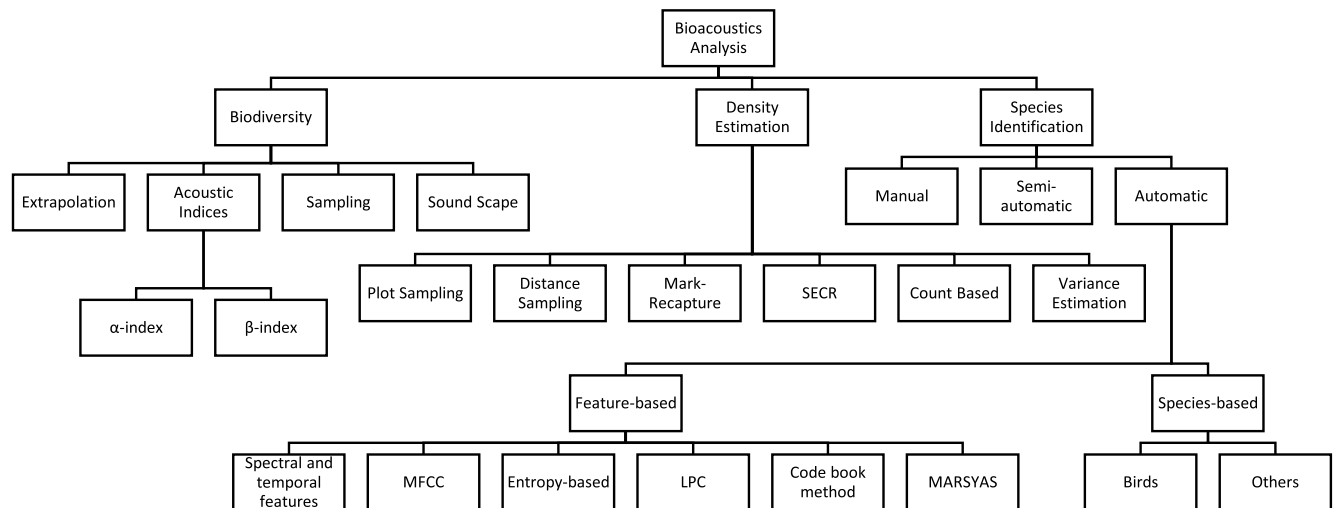 Bioacoustics
Analysis
Biodiversity
Density
Estimation
Species
Identification
Extrapolation
Acoustic
Indices
Sampling
Sound Scape
Manual
Semi-
automatic
Automatic
Plot Sampling
Distance
Sampling
Mark-
Recapture
SECR
Count Based
Variance
Estimation
α-index
β-index
Feature-based
Species-based
Spectral and
temporal
features
MFCC
Entropy-based
LPC
Code book
method
MARSYAS
Birds
Others